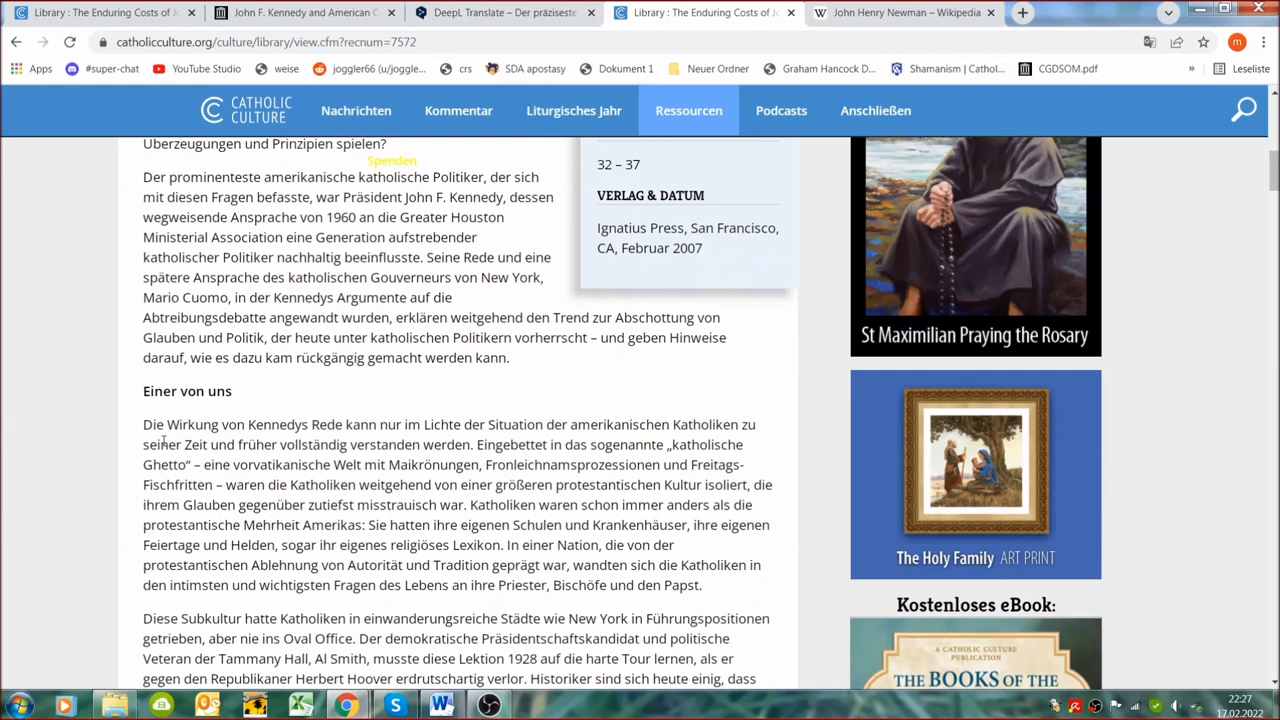 Library : The Enduring Costs of Jo
John F. Kennedy and American C
DeepL Translate – Der präziseste
Library : The Enduring Costs of Jo
John Henry Newman – Wikipedia
catholicculture.org/culture/library/view.cfm?recnum=7572
Apps
#super-chat
YouTube Studio
weise
joggler66 (u/joggle...
crs
SDA apostasy
Dokument 1
Neuer Ordner
Graham Hancock D...
Shamanism | Cathol...
CGDSOM.pdf
»
Leseliste
CATHOLIC
CULTURE
Nachrichten
Kommentar
Liturgisches Jahr
Ressourcen
Podcasts
Anschließen
Überzeugungen und Prinzipien spielen?
Spenden
Der prominenteste amerikanische katholische Politiker, der sich
mit diesen Fragen befasste, war Präsident John F. Kennedy, dessen
wegweisende Ansprache von 1960 an die Greater Houston
Ministerial Association eine Generation aufstrebender
katholischer Politiker nachhaltig beeinflusste. Seine Rede und eine
spätere Ansprache des katholischen Gouverneurs von New York,
Mario Cuomo, in der Kennedys Argumente auf die
Abtreibungsdebatte angewandt wurden, erklären weitgehend den Trend zur Abschottung von
Glauben und Politik, der heute unter katholischen Politikern vorherrscht – und geben Hinweise
darauf, wie es dazu kam rückgängig gemacht werden kann.
Einer von uns
Die Wirkung von Kennedys Rede kann nur im Lichte der Situation der amerikanischen Katholiken zu
seiner Zeit und früher vollständig verstanden werden. Eingebettet in das sogenannte „katholische
Ghetto“ – eine vorvatikanische Welt mit Maikrönungen, Fronleichnamsprozessionen und Freitags-
Fischfritten – waren die Katholiken weitgehend von einer größeren protestantischen Kultur isoliert, die
ihrem Glauben gegenüber zutiefst misstrauisch war. Katholiken waren schon immer anders als die
protestantische Mehrheit Amerikas: Sie hatten ihre eigenen Schulen und Krankenhäuser, ihre eigenen
Feiertage und Helden, sogar ihr eigenes religiöses Lexikon. In einer Nation, die von der
protestantischen Ablehnung von Autorität und Tradition geprägt war, wandten sich die Katholiken in
den intimsten und wichtigsten Fragen des Lebens an ihre Priester, Bischöfe und den Papst.
Diese Subkultur hatte Katholiken in einwanderungsreiche Städte wie New York in Führungspositionen
getrieben, aber nie ins Oval Office. Der demokratische Präsidentschaftskandidat und politische
Veteran der Tammany Hall, Al Smith, musste diese Lektion 1928 auf die harte Tour lernen, als er
gegen den Republikaner Herbert Hoover erdrutschartig verlor. Historiker sind sich heute einig, dass
32 – 37
VERLAG & DATUM
Ignatius Press, San Francisco,
CA, Februar 2007
St Maximilian Praying the Rosary
The Holy Family ART PRINT
Kostenloses eBook:
A CATHOLIC CULTURE
PUBLICATION
THE BOOKS OF THE
22:27
17.02.2022